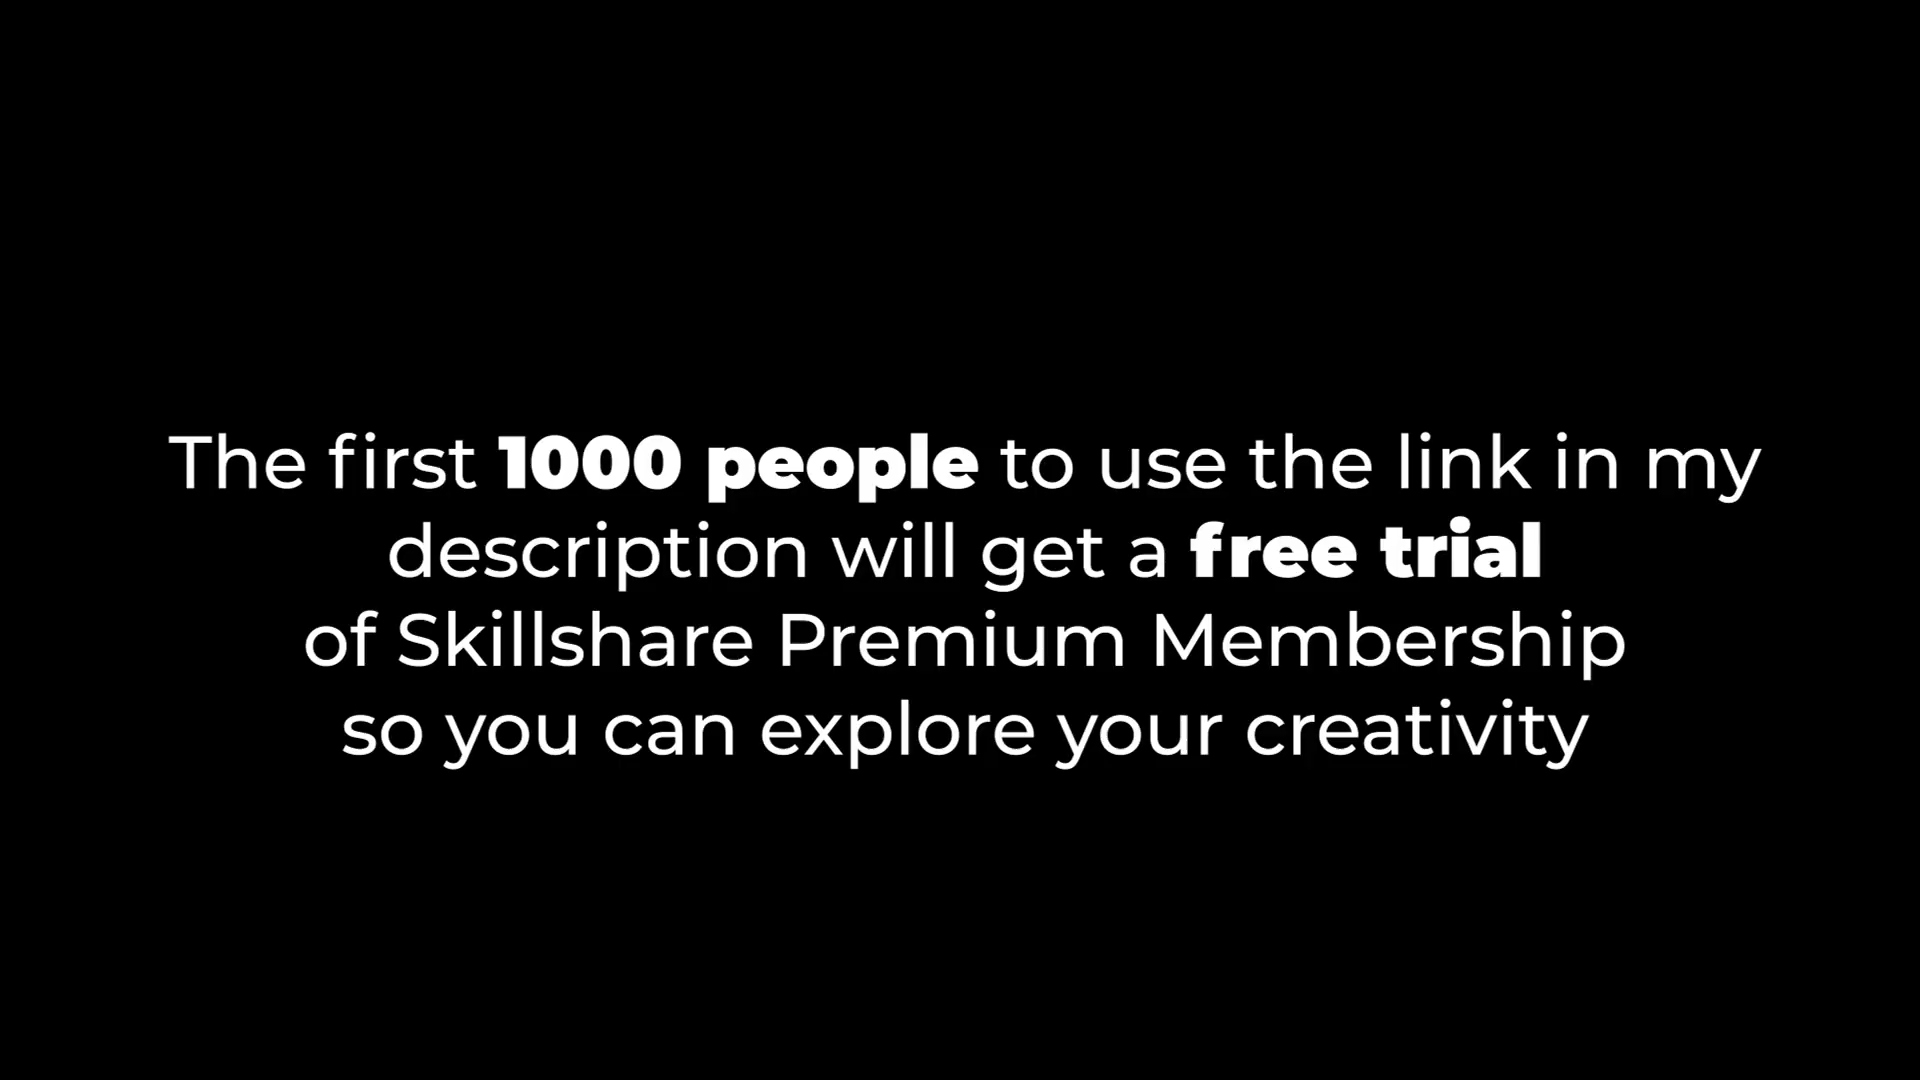 The first 1000 people to use the link in my
description will get a free trial
of Skillshare Premium Membership
so you can explore your creativity